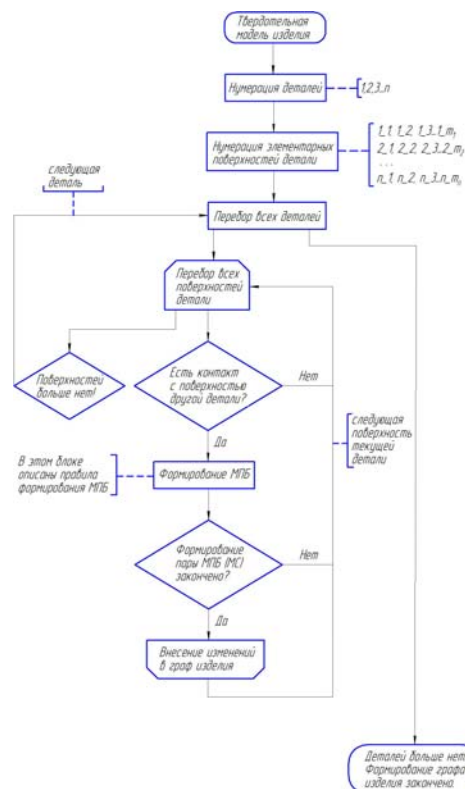 Твердотельная
модель изделия
Нумерация деталей
1,2,3..n
Нумерация элементарных
поверхностей детали
1_1, 1_2, 1_3..1_m₁
2_1, 2_2, 2_3..2_m₂
...
n_1, n_2, n_3..n_mₙ
следующая
деталь
Перебор всех деталей
Перебор всех
поверхностей
детали
Поверхностей
больше нет!
Есть контакт
с поверхностью
другой детали?
Нет
Да
следующая
поверхность
текущей
детали
В этом блоке
описаны правила
формирования МПБ
Формирование МПБ
Формирование
пары МПБ (МС)
закончено?
Нет
Да
Внесение изменений
в граф изделия
Деталей больше нет.
Формирование графа
изделия закончено.